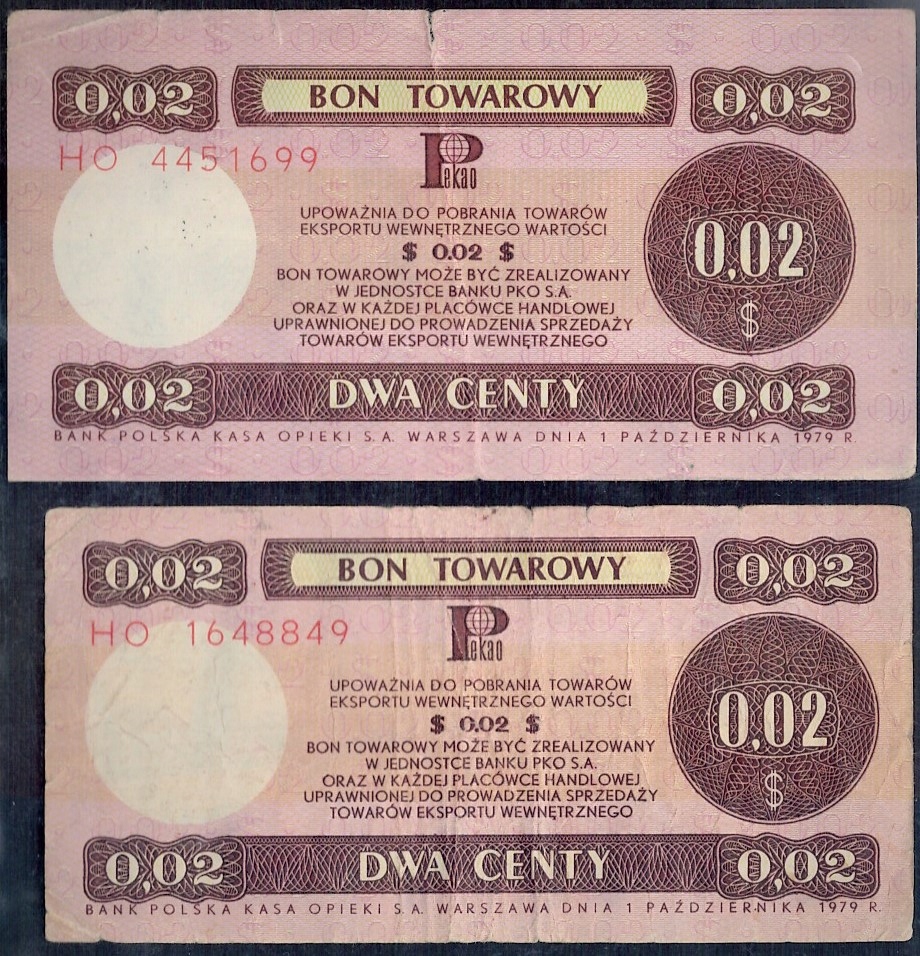 0,02 BON TOWAROWY 0,02
HO 4451699
Pekao
UPOWAŻNIA DO POBRANIA TOWARÓW
EKSPORTU WEWNĘTRZNEGO WARTOŚCI
$ 0.02 $
BON TOWAROWY MOŻE BYĆ ZREALIZOWANY
W JEDNOSTCE BANKU PKO S.A.
ORAZ W KAŻDEJ PLACÓWCE HANDLOWEJ
UPRAWNIONEJ DO PROWADZENIA SPRZEDAŻY
TOWARÓW EKSPORTU WEWNĘTRZNEGO
0,02
$
0,02 DWA CENTY 0,02
BANK POLSKA KASA OPIEKI S.A. WARSZAWA DNIA 1 PAŹDZIERNIKA 1979 R.
0,02 BON TOWAROWY 0,02
HO 1648849
Pekao
UPOWAŻNIA DO POBRANIA TOWARÓW
EKSPORTU WEWNĘTRZNEGO WARTOŚCI
$ 0.02 $
BON TOWAROWY MOŻE BYĆ ZREALIZOWANY
W JEDNOSTCE BANKU PKO S.A.
ORAZ W KAŻDEJ PLACÓWCE HANDLOWEJ
UPRAWNIONEJ DO PROWADZENIA SPRZEDAŻY
TOWARÓW EKSPORTU WEWNĘTRZNEGO
0,02
$
0,02 DWA CENTY 0,02
BANK POLSKA KASA OPIEKI S.A. WARSZAWA DNIA 1 PAŹDZIERNIKA 1979 R.